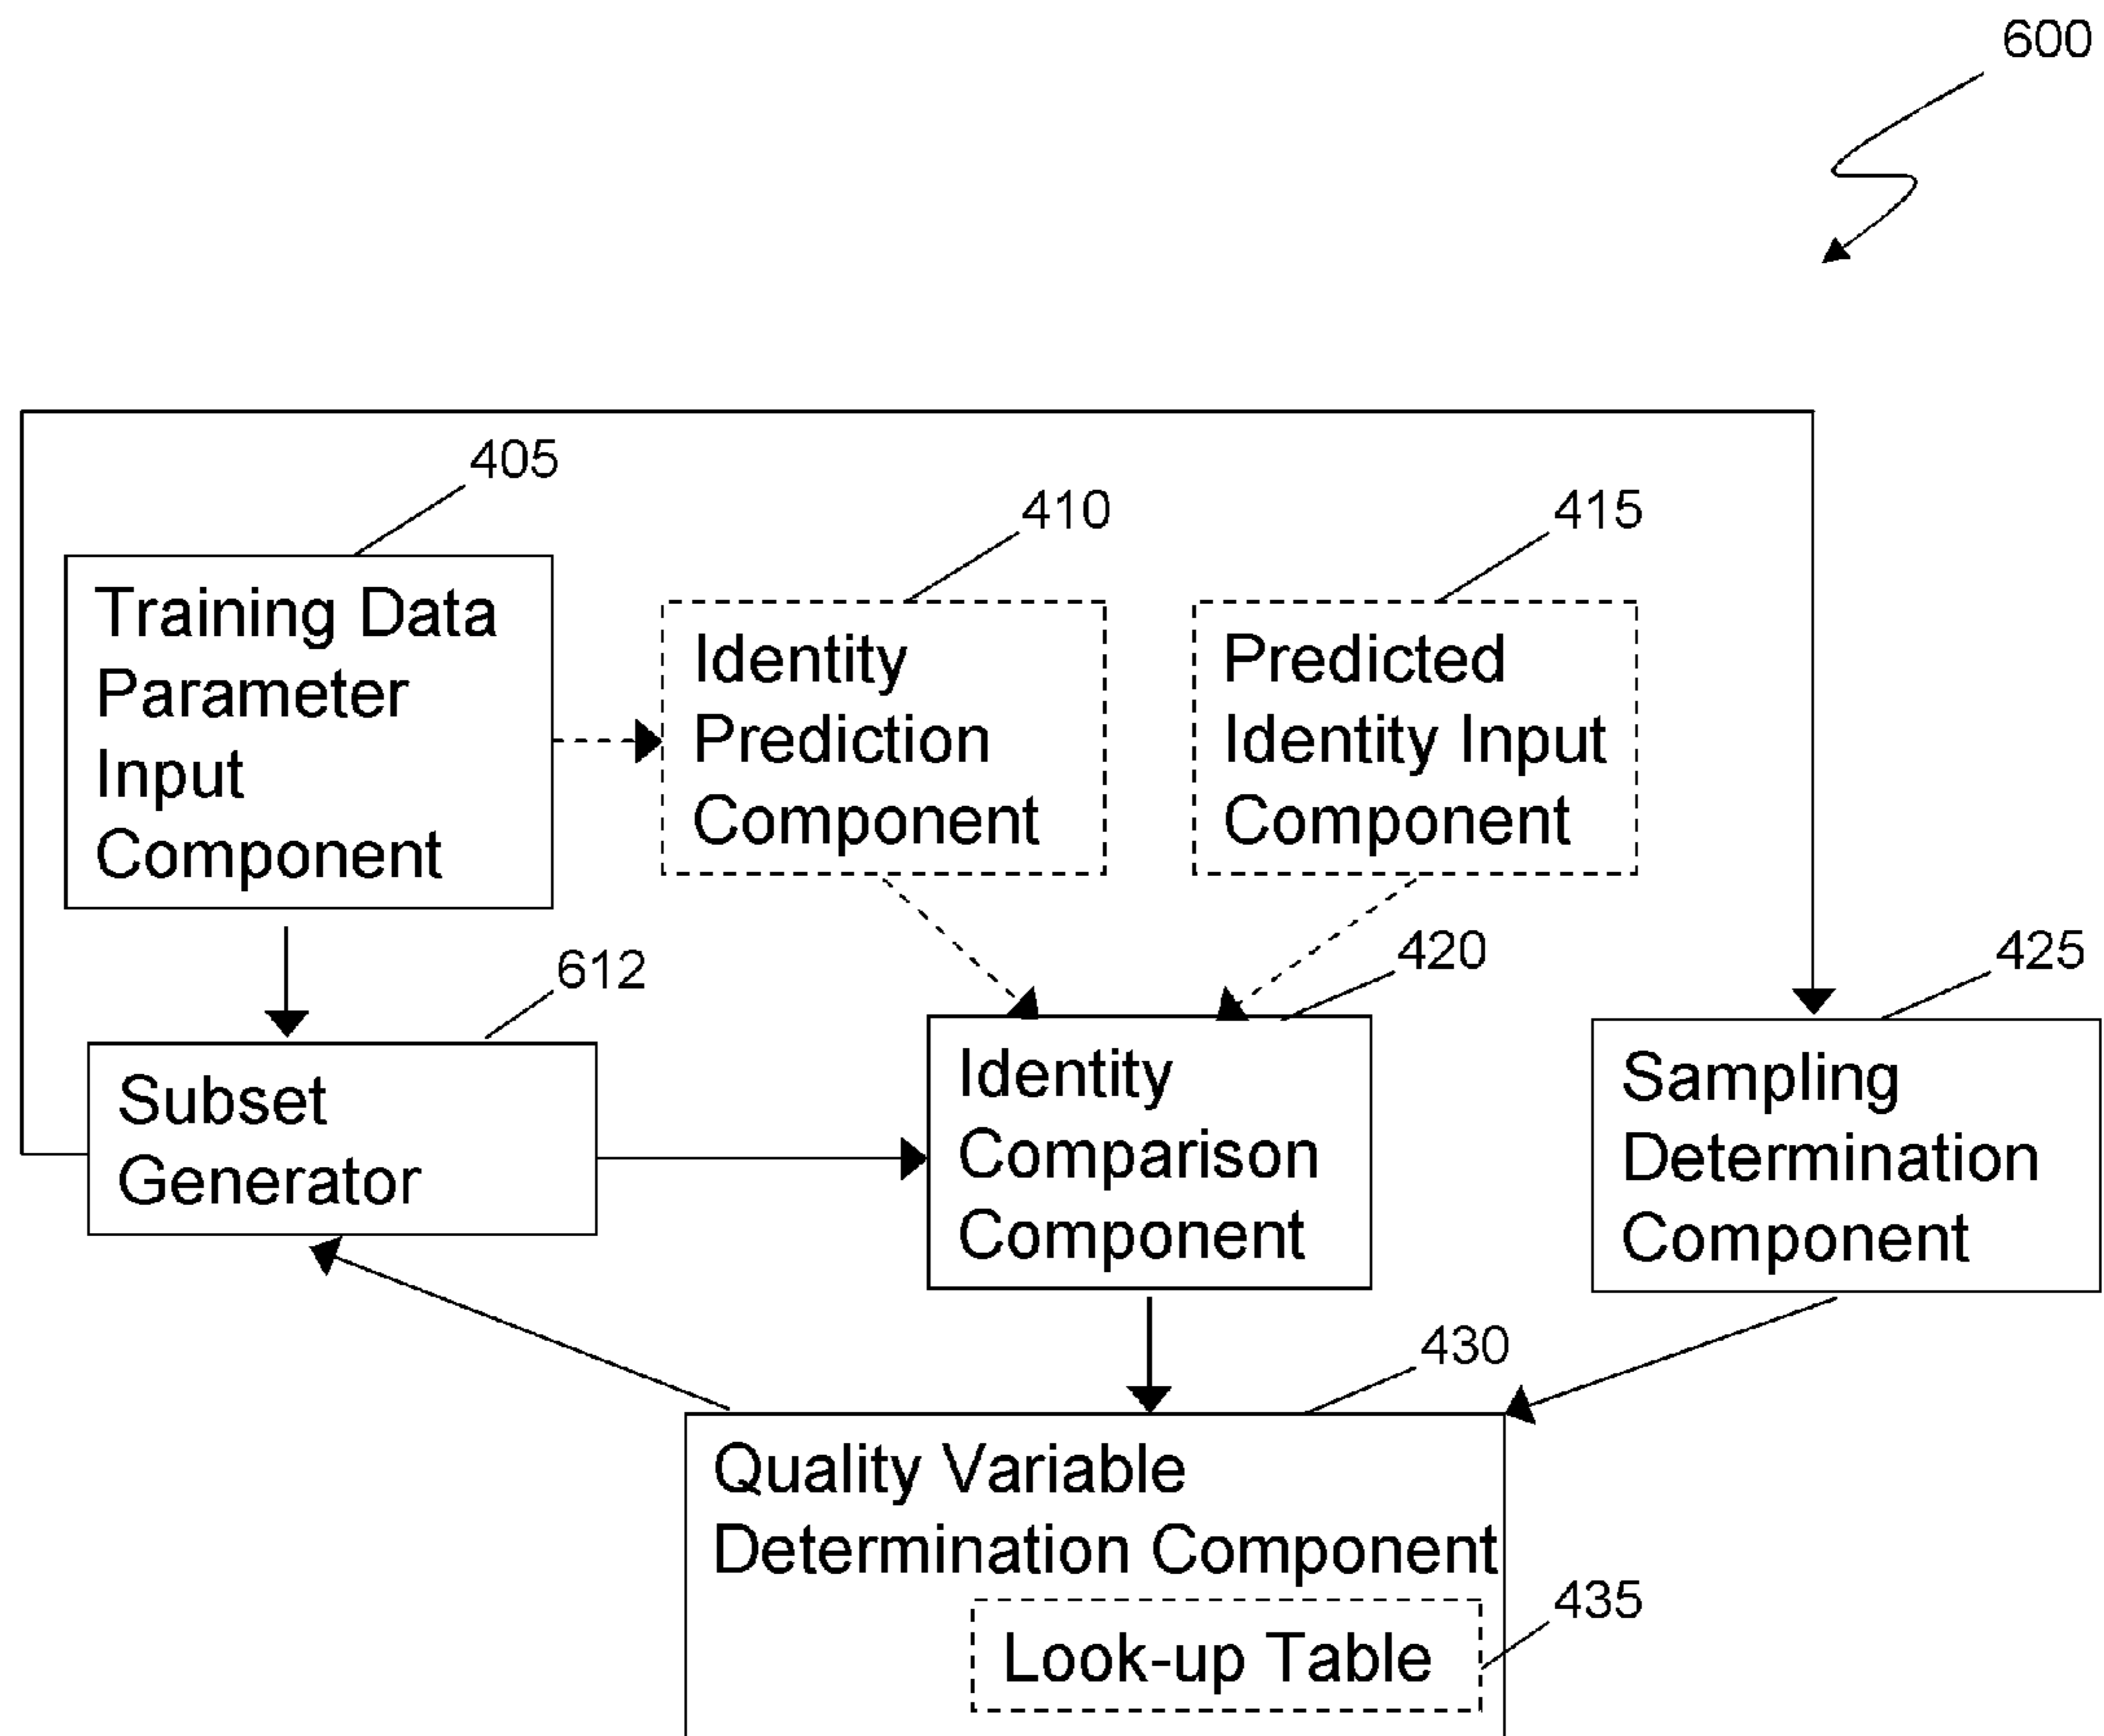 600
405
410
415
Training Data
Parameter
Input
Component
Identity
Prediction
Component
Predicted
Identity Input
Component
612
420
425
Subset
Generator
Identity
Comparison
Component
Sampling
Determination
Component
430
Quality Variable
Determination Component
435
Look-up Table